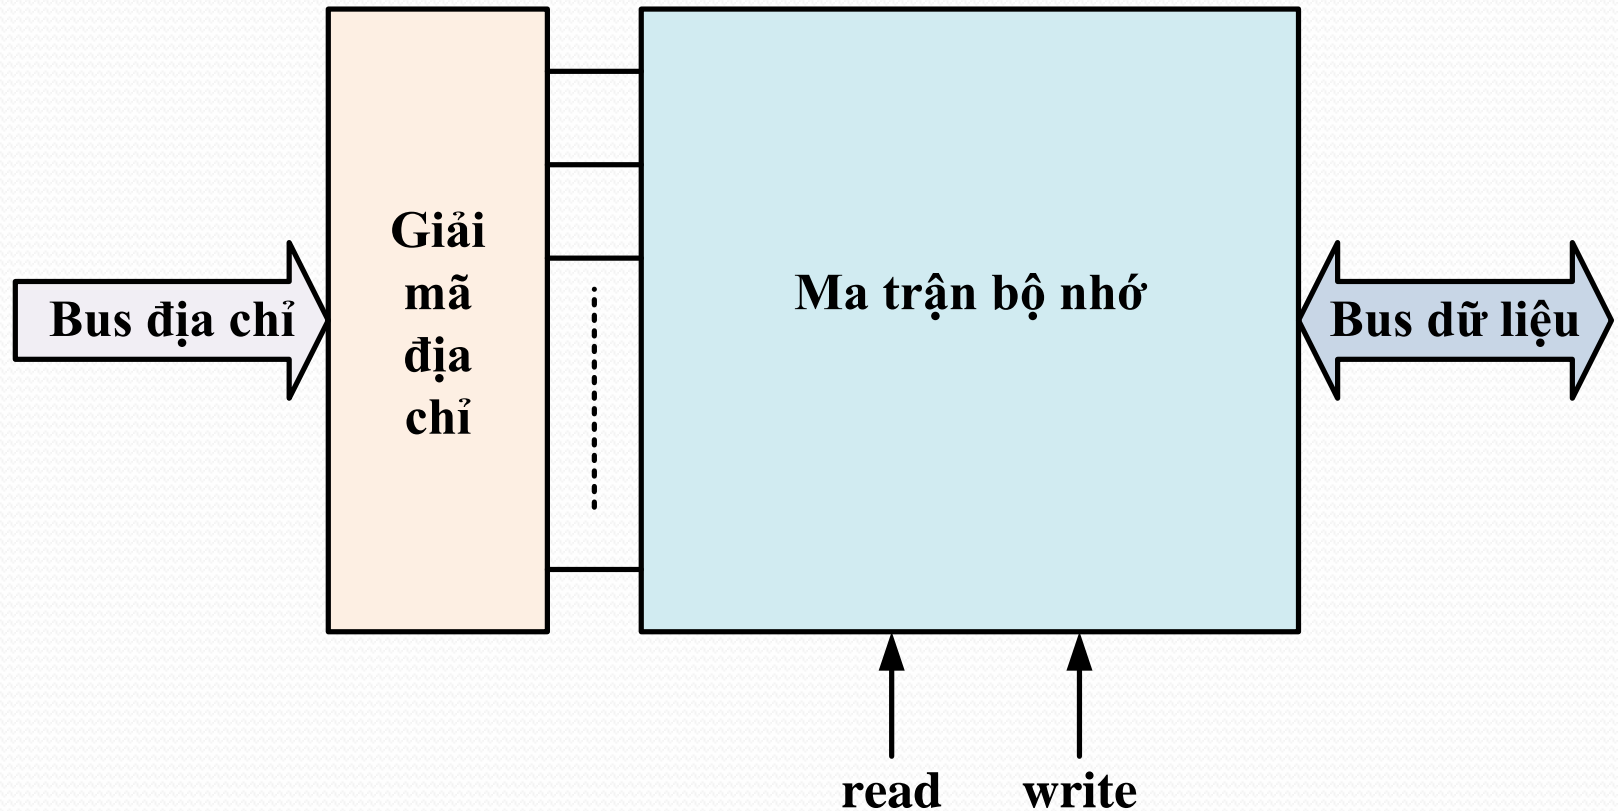 Bus địa chỉ
Giải
mã
địa
chỉ
Ma trận bộ nhớ
Bus dữ liệu
read
write